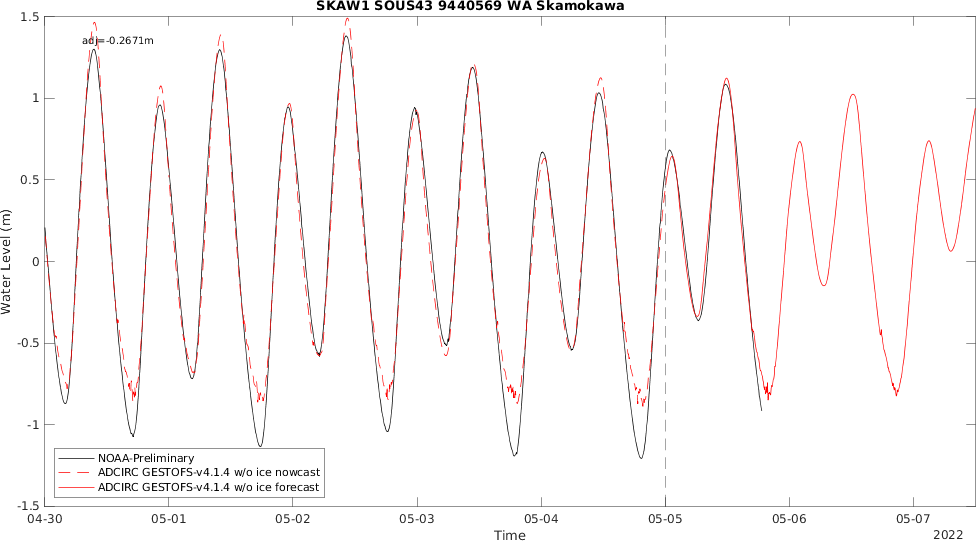 SKAW1 SOUS43 9440569 WA Skamokawa
adj=-0.2671m
1.5
1
0.5
0
-0.5
-1
-1.5
Water Level (m)
NOAA-Preliminary
ADCIRC GESTOFS-v4.1.4 w/o ice nowcast
ADCIRC GESTOFS-v4.1.4 w/o ice forecast
04-30 05-01 05-02 05-03 05-04 05-05 05-06 05-07
Time
2022